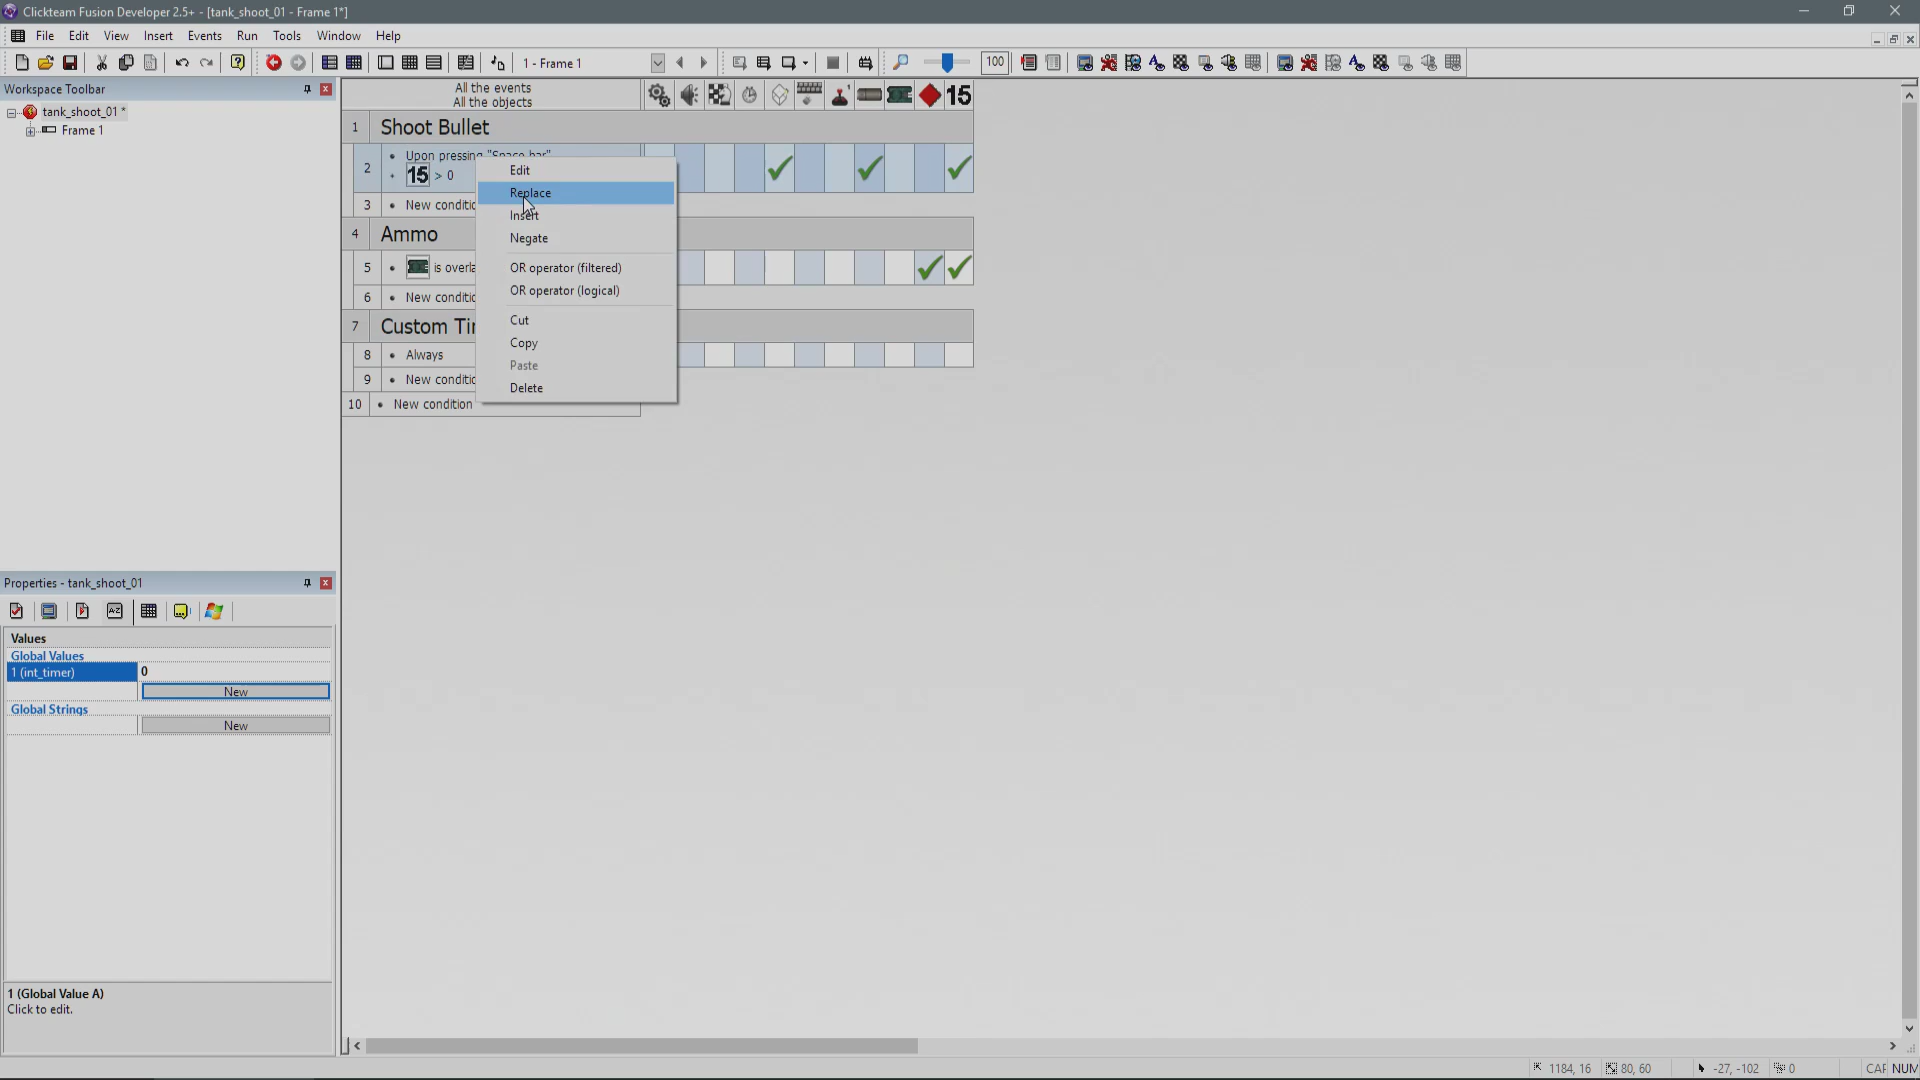 Clickteam Fusion Developer 2.5+ - [tank_shoot_01 - Frame 1*]
File Edit View Insert Events Run Tools Window Help
1 - Frame 1
100
Workspace Toolbar
tank_shoot_01 *
Frame 1
All the events
All the objects
15
1 Shoot Bullet
2 Upon pressing "Space bar"
15 > 0
3 New conditio
4 Ammo
5 is overla
6 New conditio
7 Custom Tir
8 Always
9 New conditio
10 New condition
Edit
Replace
Insert
Negate
OR operator (filtered)
OR operator (logical)
Cut
Copy
Paste
Delete
Properties - tank_shoot_01
A-Z
Values
Global Values
1 (int_timer) 0
New
Global Strings
New
1 (Global Value A)
Click to edit.
1184, 16 80, 60 -27, -102 0 CAP NUM